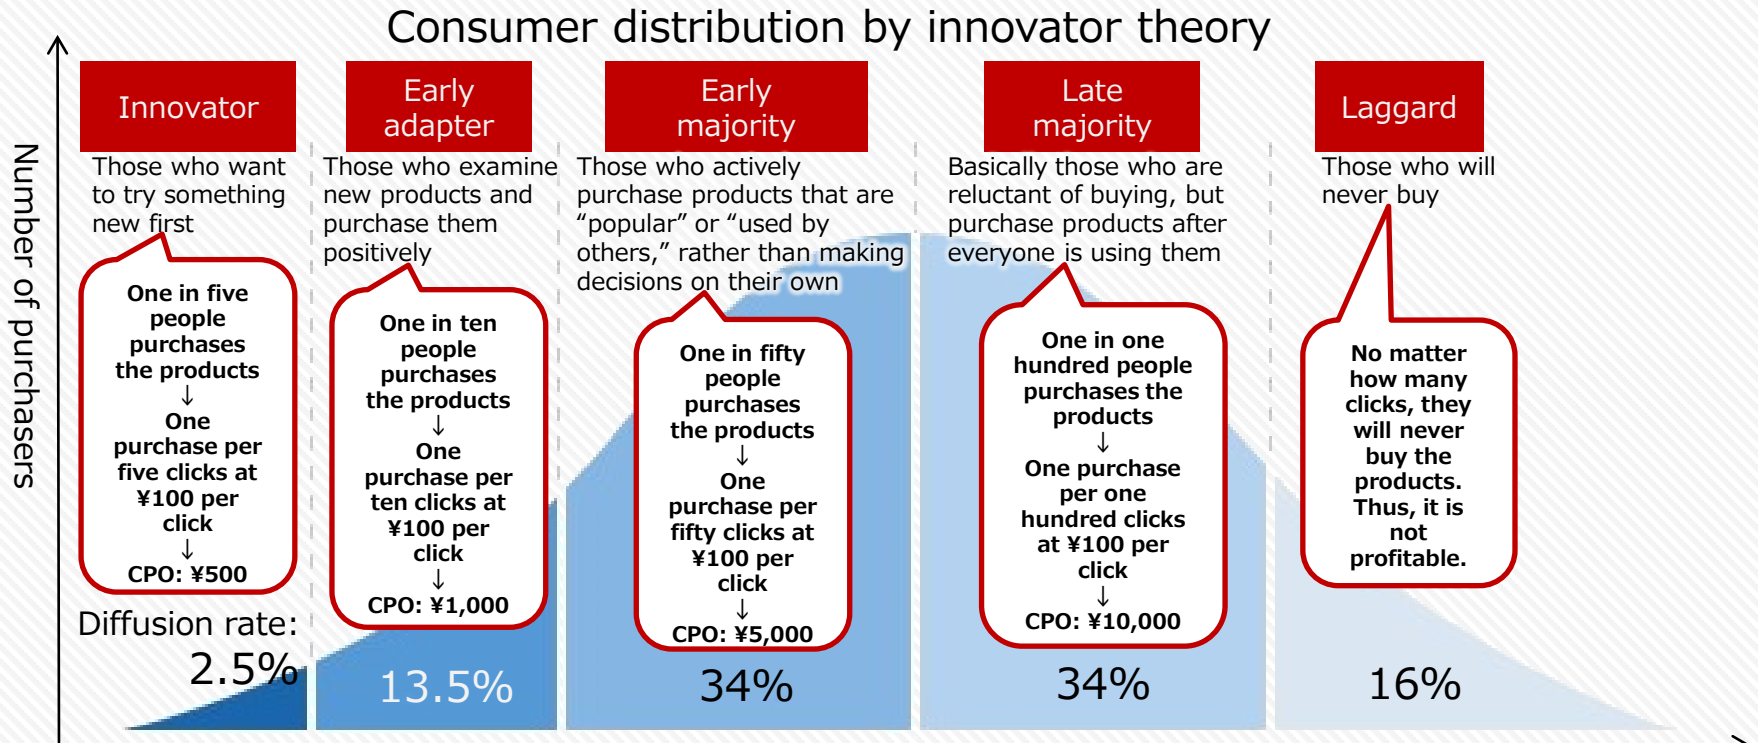 Consumer distribution by innovator theory
Number of purchasers
Innovator
Those who want
to try something
new first
One in five
people
purchases
the products
↓
One
purchase per
five clicks at
¥100 per
click
↓
CPO: ¥500
Diffusion rate:
2.5%
Early
adapter
Those who examine
new products and
purchase them
positively
One in ten
people
purchases
the products
↓
One
purchase per
ten clicks at
¥100 per
click
↓
CPO: ¥1,000
13.5%
Early
majority
Those who actively
purchase products that are
“popular” or “used by
others,” rather than making
decisions on their own
One in fifty
people
purchases
the products
↓
One
purchase per
fifty clicks at
¥100 per
click
↓
CPO: ¥5,000
34%
Late
majority
Basically those who are
reluctant of buying, but
purchase products after
everyone is using them
One in one
hundred people
purchases the
products
↓
One purchase
per one
hundred clicks
at ¥100 per
click
↓
CPO: ¥10,000
34%
Laggard
Those who will
never buy
No matter
how many
clicks, they
will never
buy the
products.
Thus, it is
not
profitable.
16%